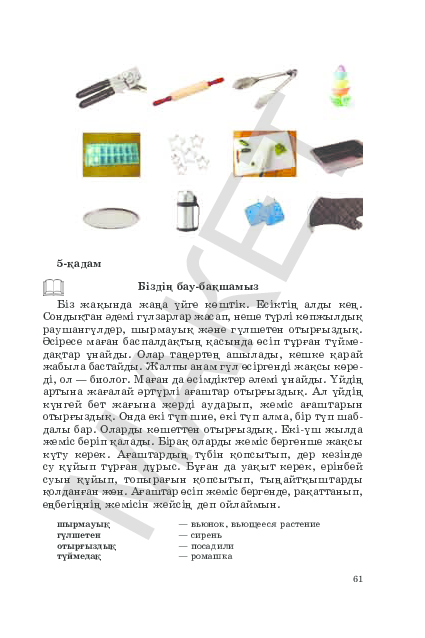 5-қадам
Біздің бау-бақшамыз
Біз жақында жаңа үйге көштік. Есіктің алды кең.
Сондықтан әдемі гүлзарлар жасап, неше түрлі көпжылдық
раушангүлдер, шырмауық және гүлшетен отырғыздық.
Әсіресе маған баспалдақтың қасында өсіп тұрған түйме-
дақтар ұнайды. Олар таңертең ашылады, кешке қарай
жабыла бастайды. Жалпы анам гүл өсіргенді жақсы көре-
ді, ол — биолог. Маған да өсімдіктер әлемі ұнайды. Үйдің
артына жағалай әртүрлі ағаштар отырғыздық. Ал үйдің
күнгей бет жағына жерді аударып, жеміс ағаштарын
отырғыздық. Онда екі түп шие, екі түп алма, бір түп шаб-
далы бар. Оларды көшеттен отырғыздық. Екі-үш жылда
жеміс беріп қалады. Бірақ оларды жеміс бергенше жақсы
күту керек. Ағаштардың түбін қопсытып, дер кезінде
су құйып тұрған дұрыс. Бұған да уақыт керек, ерінбей
суын құйып, топырағын қопсытып, тыңайтқыштарды
қолданған жөн. Ағаштар өсіп жеміс бергенде, рақаттанып,
еңбегіңнің жемісін жейсің деп ойлаймын.
шырмауық — вьюнок, вьющееся растение
гүлшетен — сирень
отырғыздық — посадили
түймедақ — ромашка
61
МАКЕТ